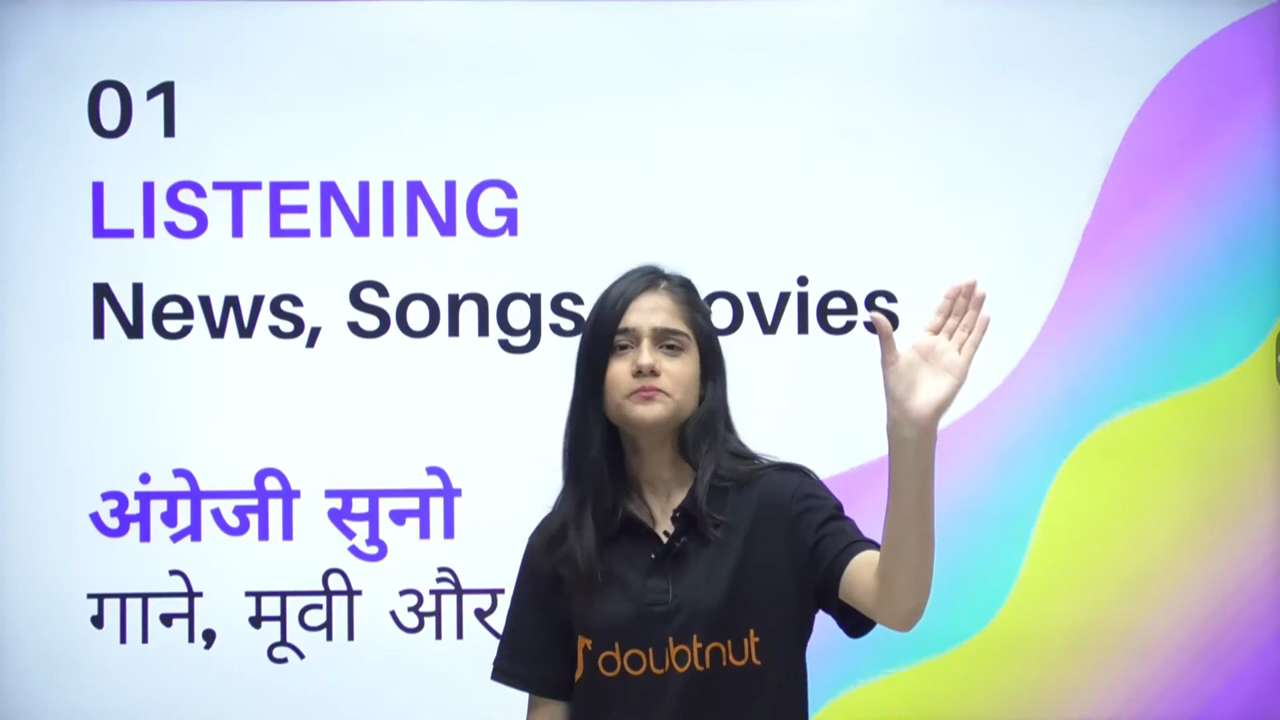 01
LISTENING
News, Songs
अंग्रेजी सुनो
गाने, मूवी और
doubtnut